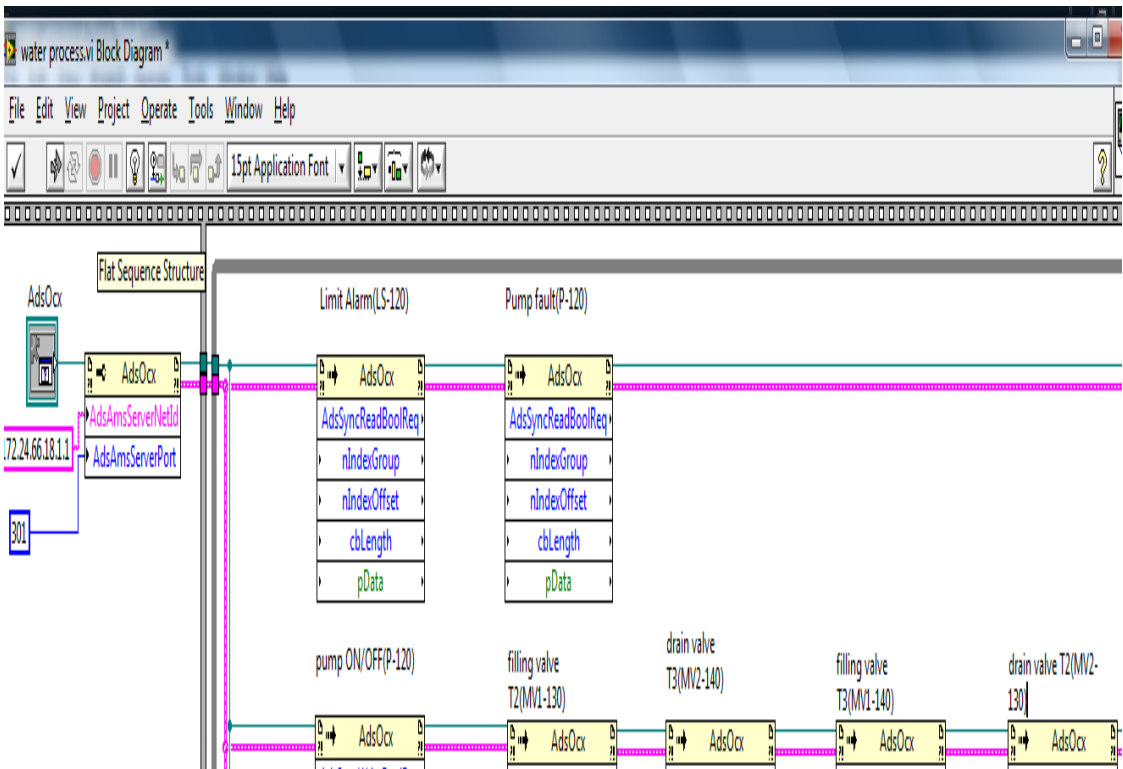 water process.vi Block Diagram *
File Edit View Project Operate Tools Window Help
15pt Application Font
?
Flat Sequence Structure
AdsOcx
AdsOcx
AdsAmsServerNetId
AdsAmsServerPort
172.24.66.18.1.1
301
Limit Alarm(LS-120)
AdsOcx
AdsSyncReadBoolReq
nIndexGroup
nIndexOffset
cbLength
pData
Pump fault(P-120)
AdsOcx
AdsSyncReadBoolReq
nIndexGroup
nIndexOffset
cbLength
pData
pump ON/OFF(P-120)
AdsOcx
filling valve
T2(MV1-130)
AdsOcx
drain valve
T3(MV2-140)
AdsOcx
filling valve
T3(MV1-140)
AdsOcx
drain valve T2(MV2-
130)
AdsOcx